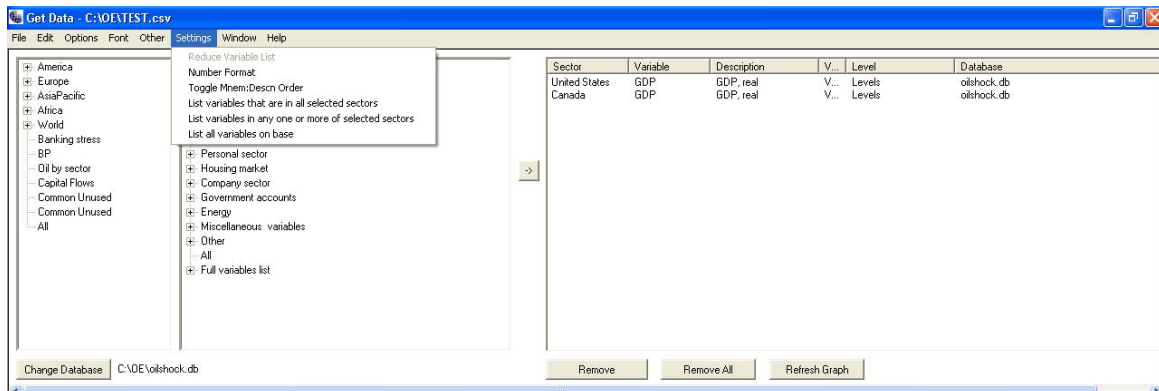 Get Data - C:\OE\TEST.csv
File Edit Options Font Other Settings Window Help
Reduce Variable List
Number Format
Toggle Mnem:Descn Order
List variables that are in all selected sectors
List variables in any one or more of selected sectors
List all variables on base
America
Europe
AsiaPacific
Africa
World
Banking stress
BP
Oil by sector
Capital Flows
Common Unused
Common Unused
All
Personal sector
Housing market
Company sector
Government accounts
Energy
Miscellaneous variables
Other
All
Full variables list
->
Sector Variable Description V... Level Database
United States GDP GDP, real V... Levels oilshock.db
Canada GDP GDP, real V... Levels oilshock.db
Change Database C:\OE\oilshock.db
Remove Remove All Refresh Graph